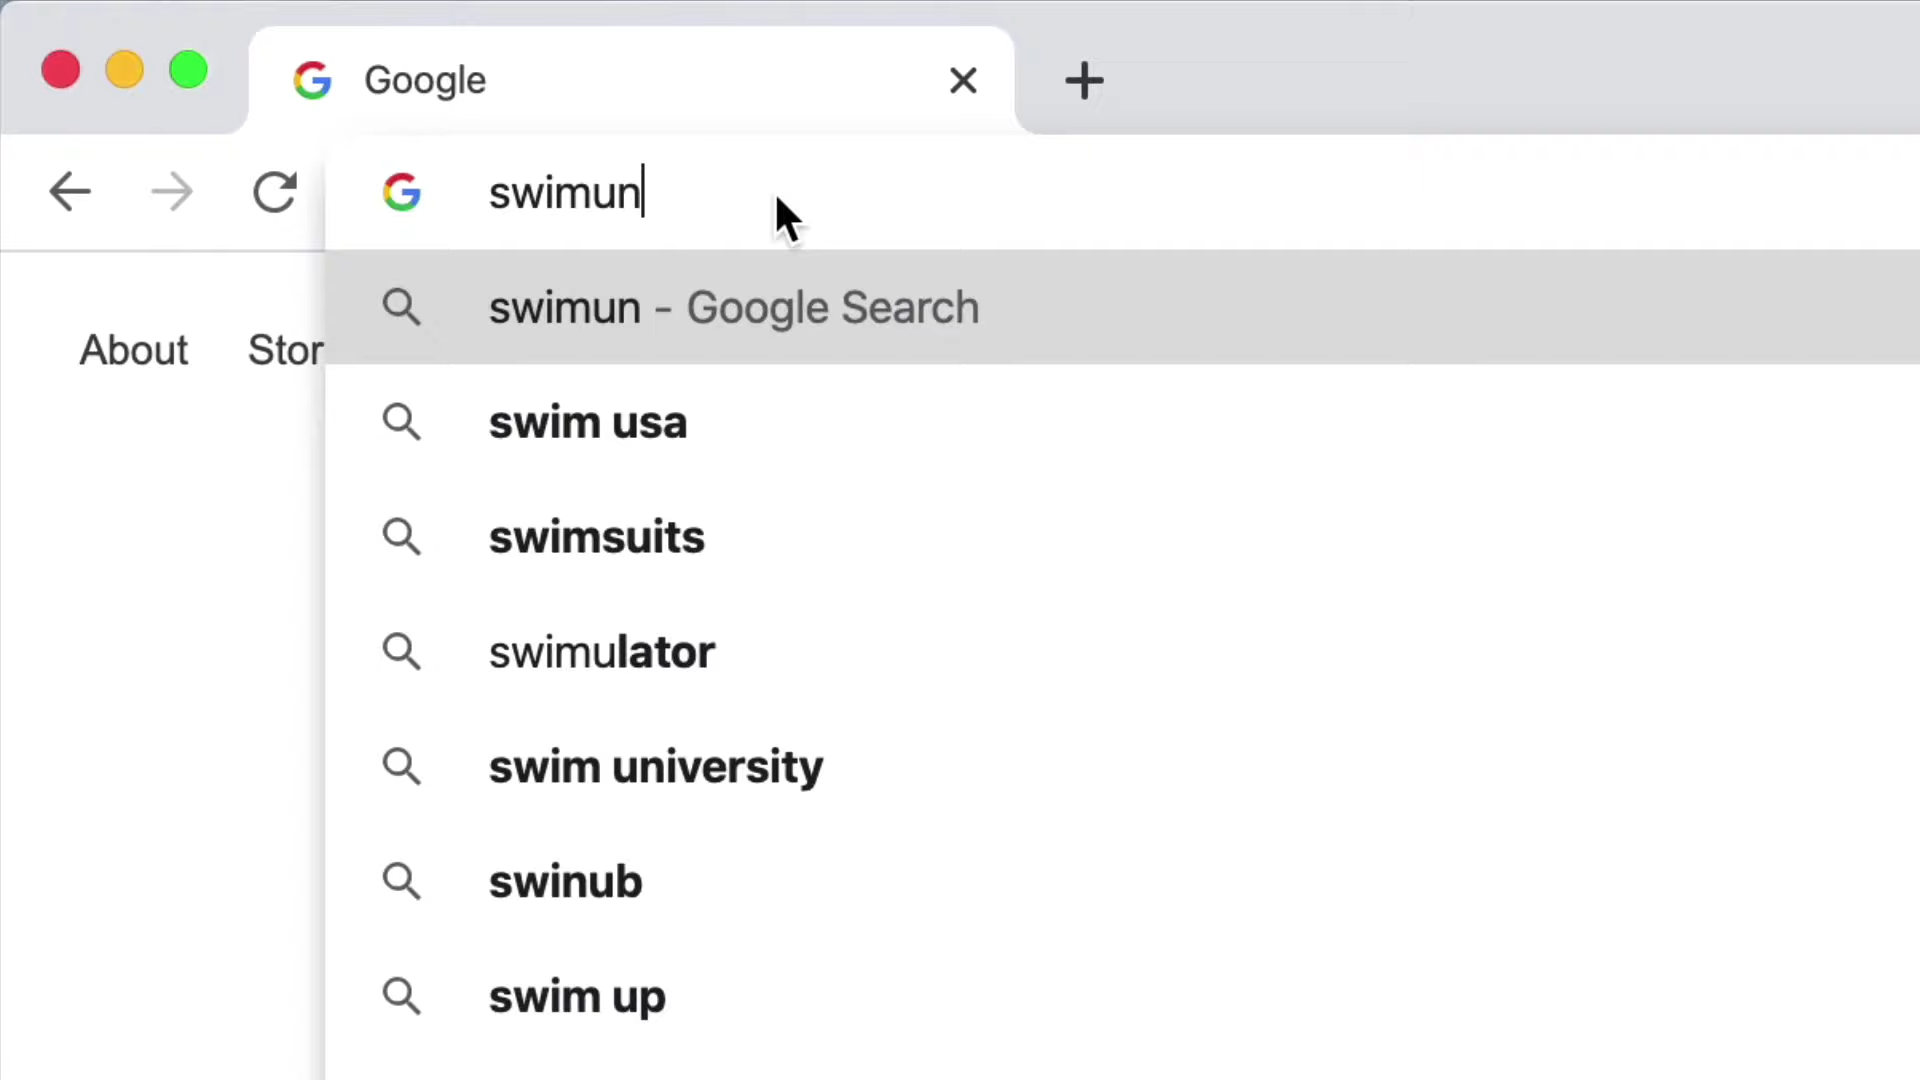 Google
swimun
swimun - Google Search
About Stor
swim usa
swimsuits
swimulator
swim university
swinub
swim up